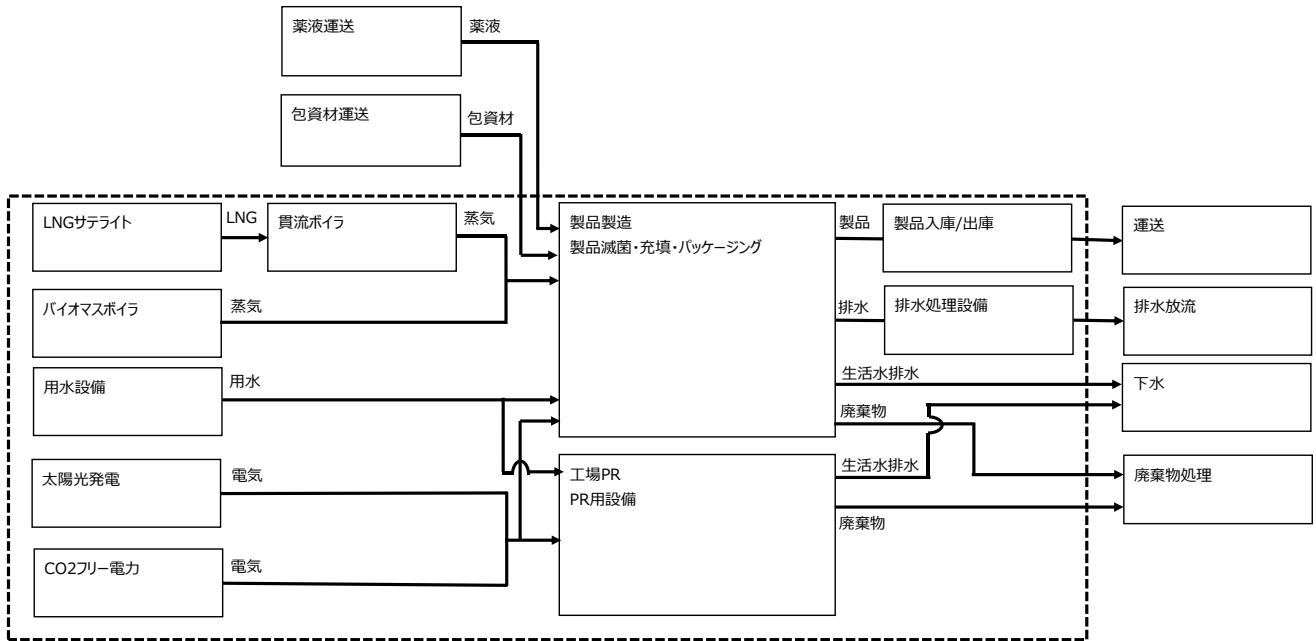 薬液運送
薬液
包資材運送
包資材
LNGサテライト
LNG
貫流ボイラ
蒸気
製品製造
製品滅菌・充填・パッケージング
製品
製品入庫/出庫
運送
バイオマスボイラ
蒸気
排水
排水処理設備
排水放流
用水設備
用水
生活水排水
下水
廃棄物
太陽光発電
電気
工場PR
PR用設備
生活水排水
廃棄物処理
廃棄物
CO2フリー電力
電気